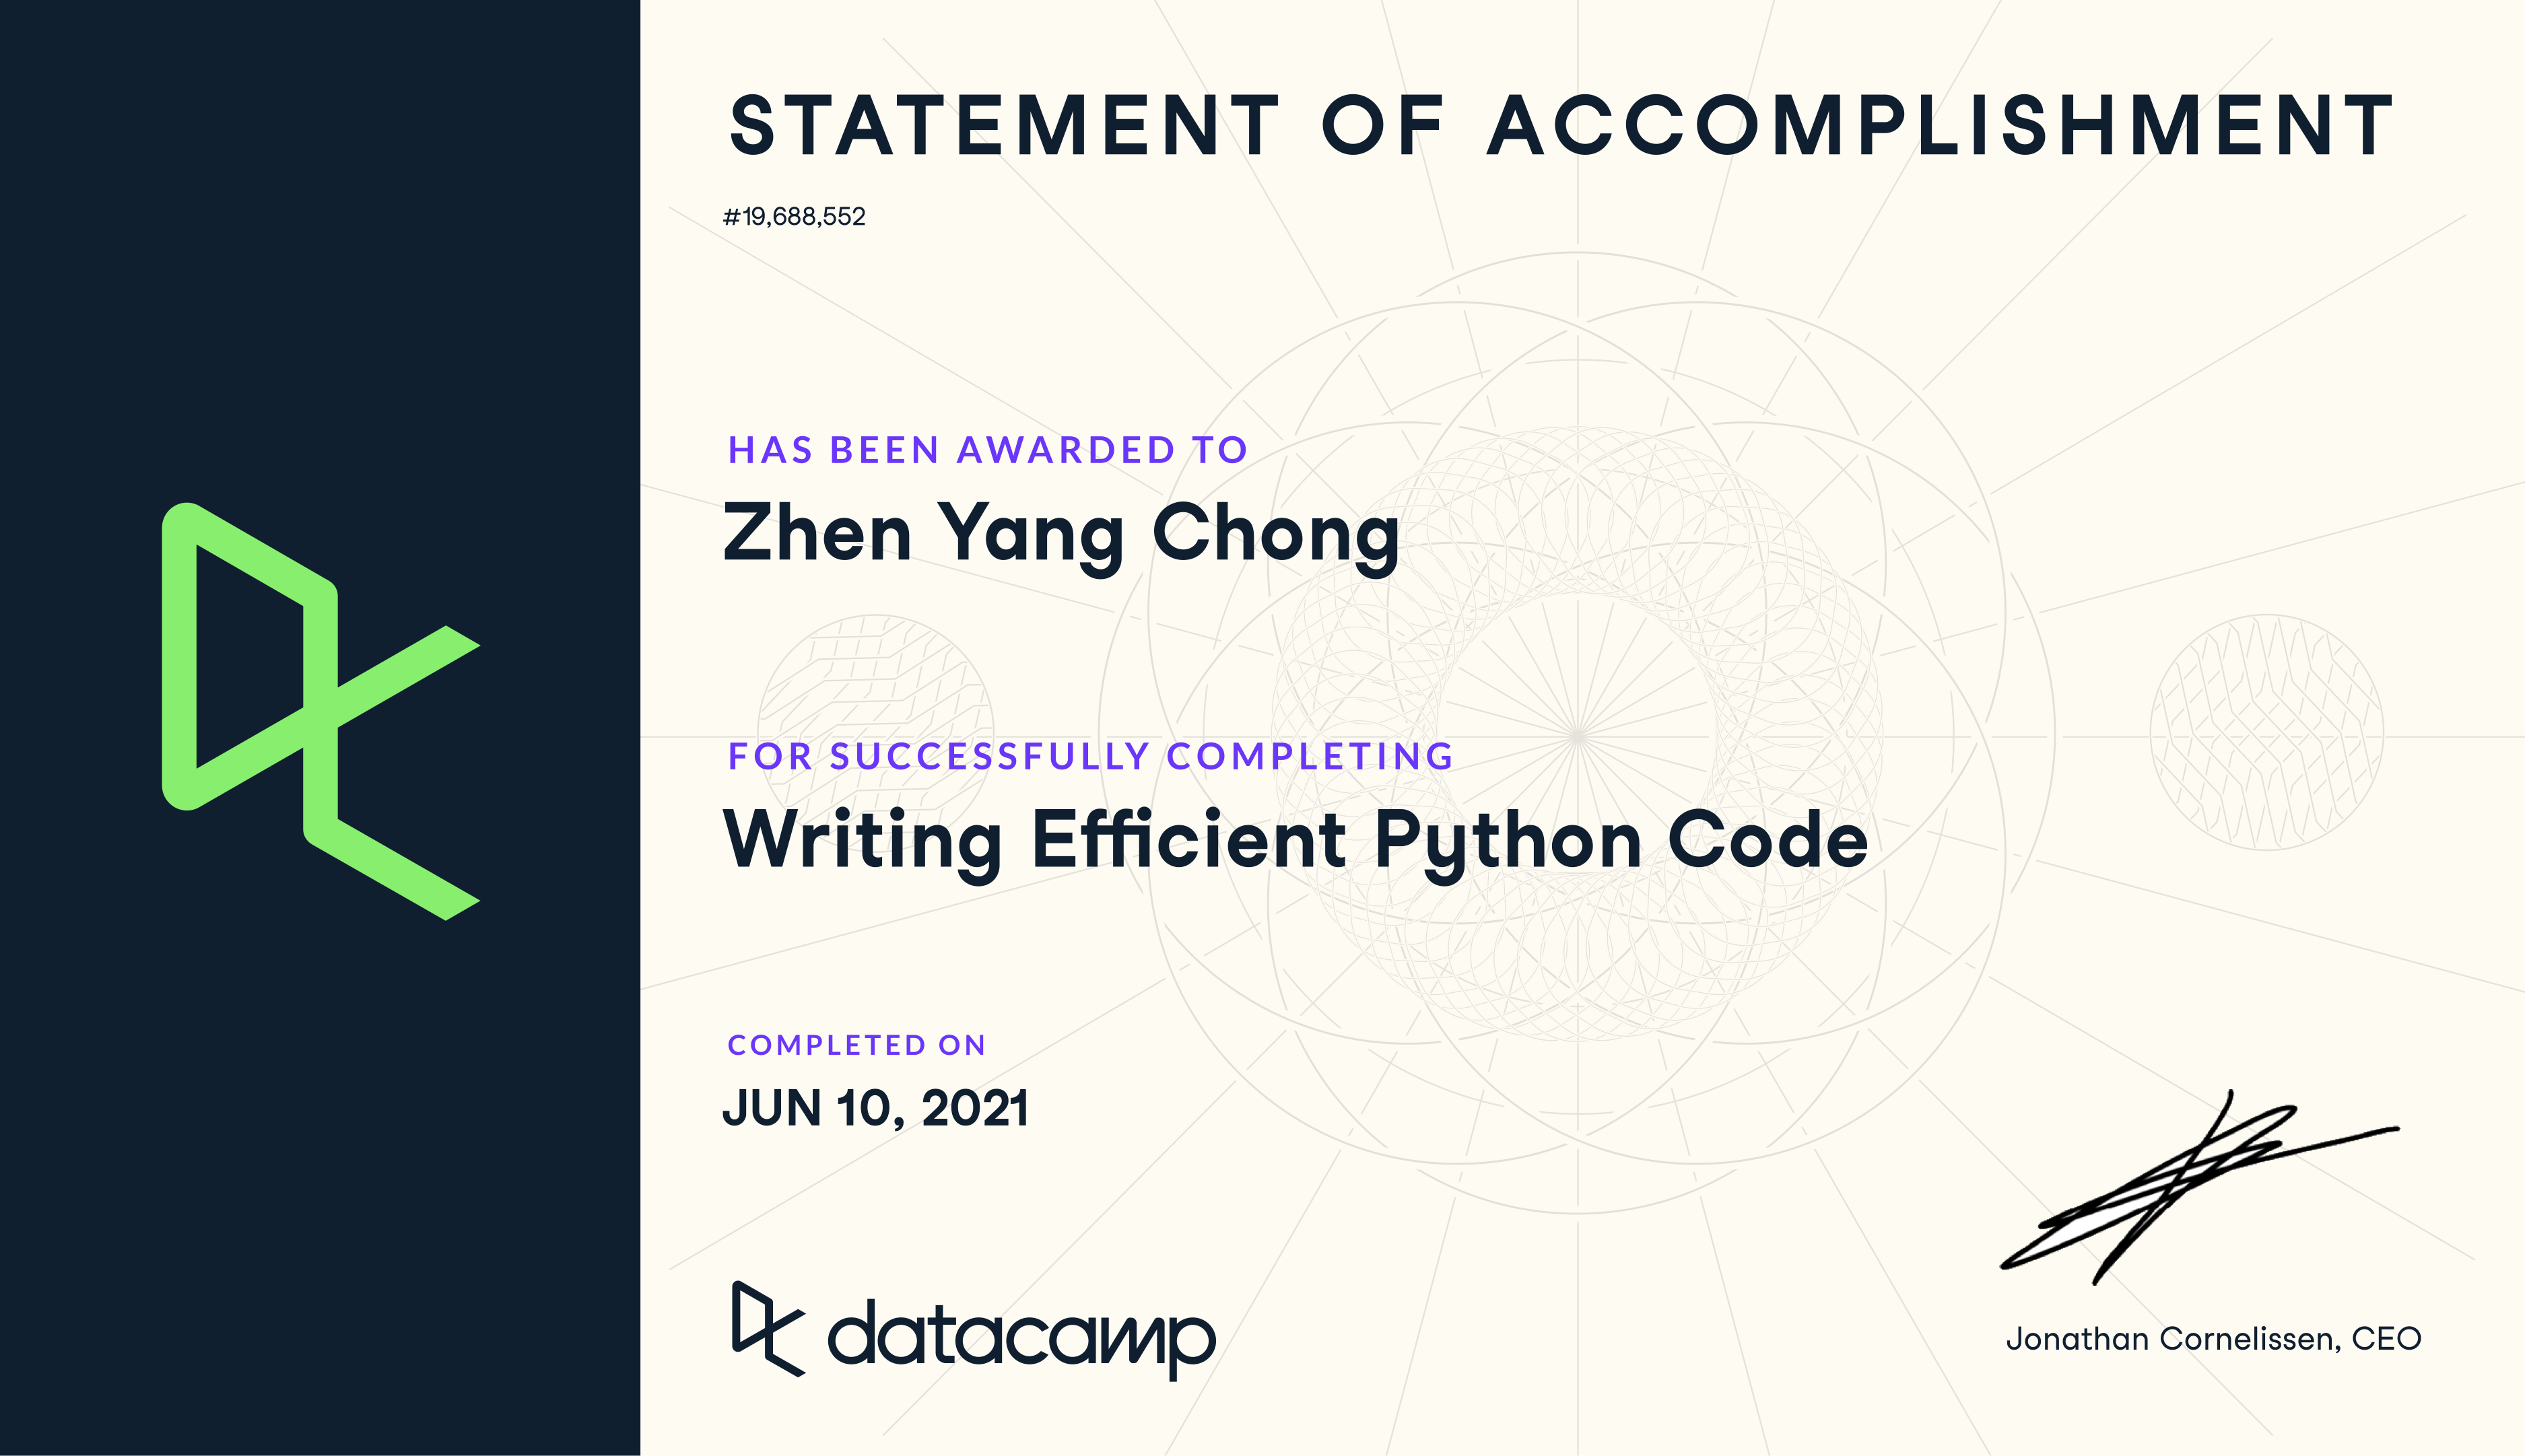 STATEMENT OF ACCOMPLISHMENT
#19,688,552
HAS BEEN AWARDED TO
Zhen Yang Chong
FOR SUCCESSFULLY COMPLETING
Writing Efficient Python Code
COMPLETED ON
JUN 10, 2021
datacamp
Jonathan Cornelissen, CEO